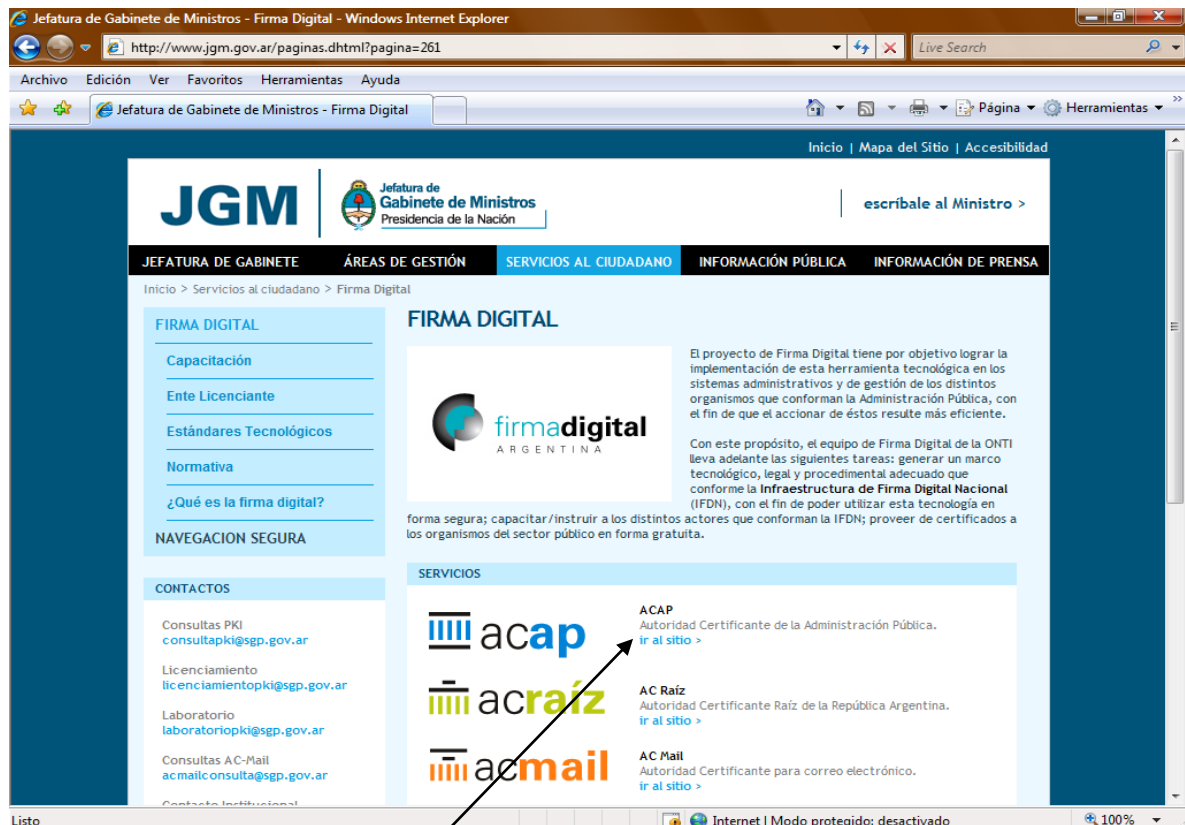 Jefatura de Gabinete de Ministros - Firma Digital - Windows Internet Explorer
http://www.jgm.gov.ar/paginas.dhtml?pagina=261
Live Search
Archivo Edición Ver Favoritos Herramientas Ayuda
Jefatura de Gabinete de Ministros - Firma Digital
Página
Herramientas
Inicio | Mapa del Sitio | Accesibilidad
JGM
Jefatura de
Gabinete de Ministros
Presidencia de la Nación
escríbale al Ministro >
JEFATURA DE GABINETE ÁREAS DE GESTIÓN SERVICIOS AL CIUDADANO INFORMACIÓN PÚBLICA INFORMACIÓN DE PRENSA
Inicio > Servicios al ciudadano > Firma Digital
FIRMA DIGITAL
Capacitación
Ente Licenciante
Estándares Tecnológicos
Normativa
¿Qué es la firma digital?
NAVEGACION SEGURA
CONTACTOS
Consultas PKI
consultapki@sgp.gov.ar
Licenciamiento
licenciamientopki@sgp.gov.ar
Laboratorio
laboratoriopki@sgp.gov.ar
Consultas AC-Mail
acmailconsulta@sgp.gov.ar
Contacto Institucional
FIRMA DIGITAL
firmadigital
ARGENTINA
El proyecto de Firma Digital tiene por objetivo lograr la
implementación de esta herramienta tecnológica en los
sistemas administrativos y de gestión de los distintos
organismos que conforman la Administración Pública, con
el fin de que el accionar de éstos resulte más eficiente.
Con este propósito, el equipo de Firma Digital de la ONTI
lleva adelante las siguientes tareas: generar un marco
tecnológico, legal y procedimental adecuado que
conforme la Infraestructura de Firma Digital Nacional
(IFDN), con el fin de poder utilizar esta tecnología en
forma segura; capacitar/instruir a los distintos actores que conforman la IFDN; proveer de certificados a
los organismos del sector público en forma gratuita.
SERVICIOS
acap
ACAP
Autoridad Certificante de la Administración Pública.
ir al sitio >
acraíz
AC Raíz
Autoridad Certificante Raíz de la República Argentina.
ir al sitio >
acmail
AC Mail
Autoridad Certificante para correo electrónico.
ir al sitio >
Listo
Internet | Modo protegido: desactivado
100%